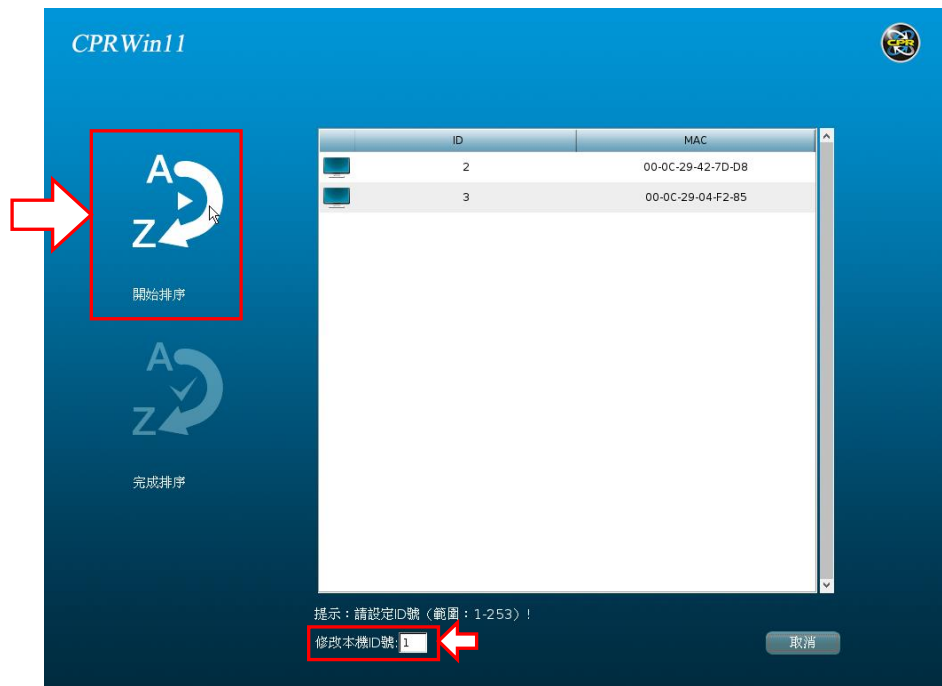 CPRWin11
CPR
ID MAC
2 00-0C-29-42-7D-D8
3 00-0C-29-04-F2-85
A
Z
開始排序
A
Z
完成排序
提示：請設定ID號（範圍：1-253）!
修改本機ID號: 1
取消